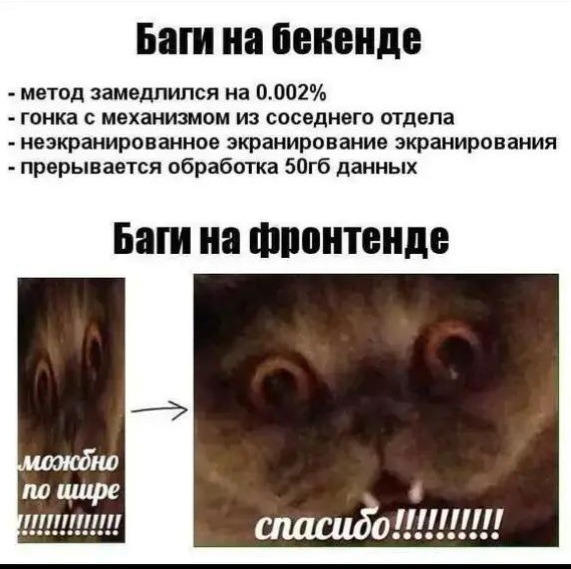 Баги на бекенде
- метод замедлился на 0.002%
- гонка с механизмом из соседнего отдела
- неэкранированное экранирование экранирования
- прерывается обработка 50гб данных
Баги на фронтенде
можбно
по шире
!!!!!!!!!!!!!!
спасибо!!!!!!!!!!